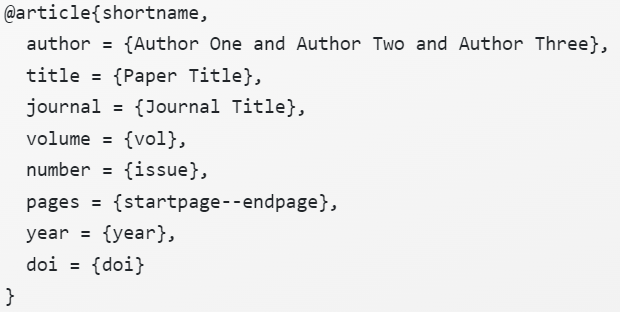 @article{shortname,
  author = {Author One and Author Two and Author Three},
  title = {Paper Title},
  journal = {Journal Title},
  volume = {vol},
  number = {issue},
  pages = {startpage--endpage},
  year = {year},
  doi = {doi}
}